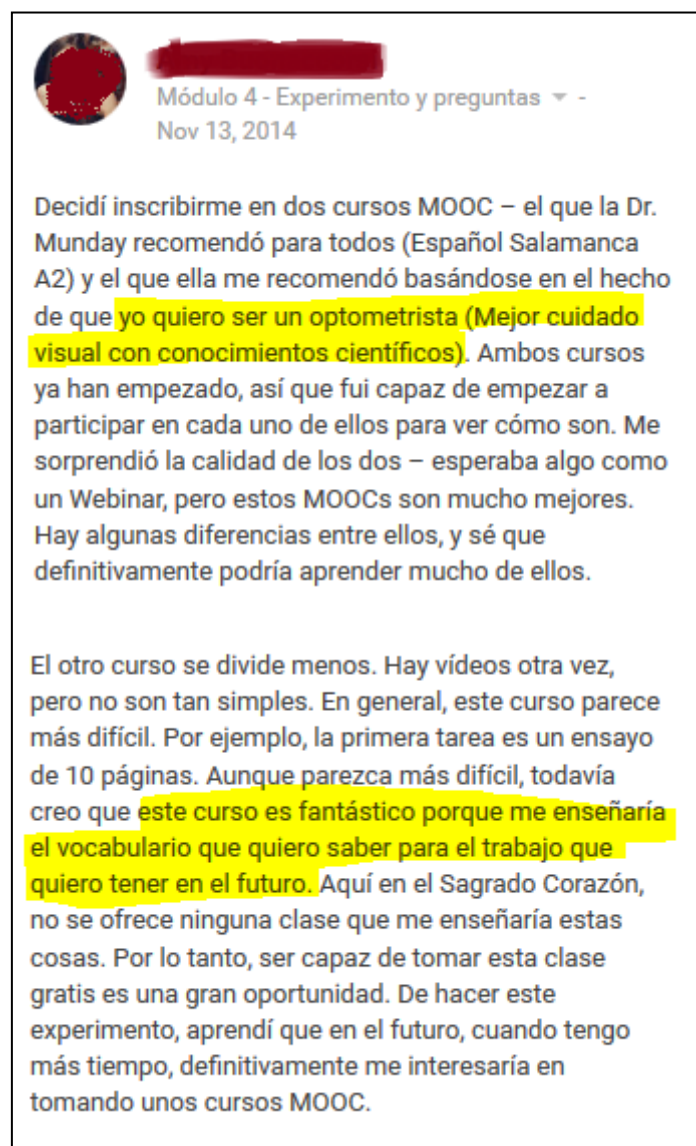 Módulo 4 - Experimento y preguntas -
Nov 13, 2014
Decidí inscribirme en dos cursos MOOC – el que la Dr.
Munday recomendó para todos (Español Salamanca
A2) y el que ella me recomendó basándose en el hecho
de que yo quiero ser un optometrista (Mejor cuidado
visual con conocimientos científicos). Ambos cursos
ya han empezado, así que fui capaz de empezar a
participar en cada uno de ellos para ver cómo son. Me
sorprendió la calidad de los dos – esperaba algo como
un Webinar, pero estos MOOCs son mucho mejores.
Hay algunas diferencias entre ellos, y sé que
definitivamente podría aprender mucho de ellos.
El otro curso se divide menos. Hay vídeos otra vez,
pero no son tan simples. En general, este curso parece
más difícil. Por ejemplo, la primera tarea es un ensayo
de 10 páginas. Aunque parezca más difícil, todavía
creo que este curso es fantástico porque me enseñaría
el vocabulario que quiero saber para el trabajo que
quiero tener en el futuro. Aquí en el Sagrado Corazón,
no se ofrece ninguna clase que me enseñaría estas
cosas. Por lo tanto, ser capaz de tomar esta clase
gratis es una gran oportunidad. De hacer este
experimento, aprendí que en el futuro, cuando tengo
más tiempo, definitivamente me interesaría en
tomando unos cursos MOOC.